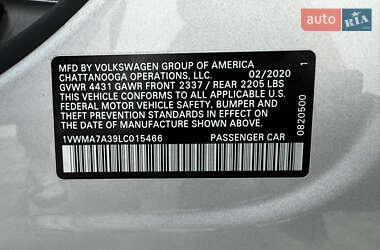 auto RIA
MFD BY VOLKSWAGEN GROUP OF AMERICA
CHATTANOOGA OPERATIONS, LLC. 02/2020
GVWR 4431 GAWR FRONT 2337 / REAR 2205 LBS
THIS VEHICLE CONFORMS TO ALL APPLICABLE
FEDERAL MOTOR VEHICLE SAFETY, BUMPER AND
THEFT PREVENTION STANDARDS IN EFFECT ON THE
DATE OF MANUFACTURE SHOWN ABOVE.
1VWMA7A39LC015466 PASSENGER CAR
0820500 1